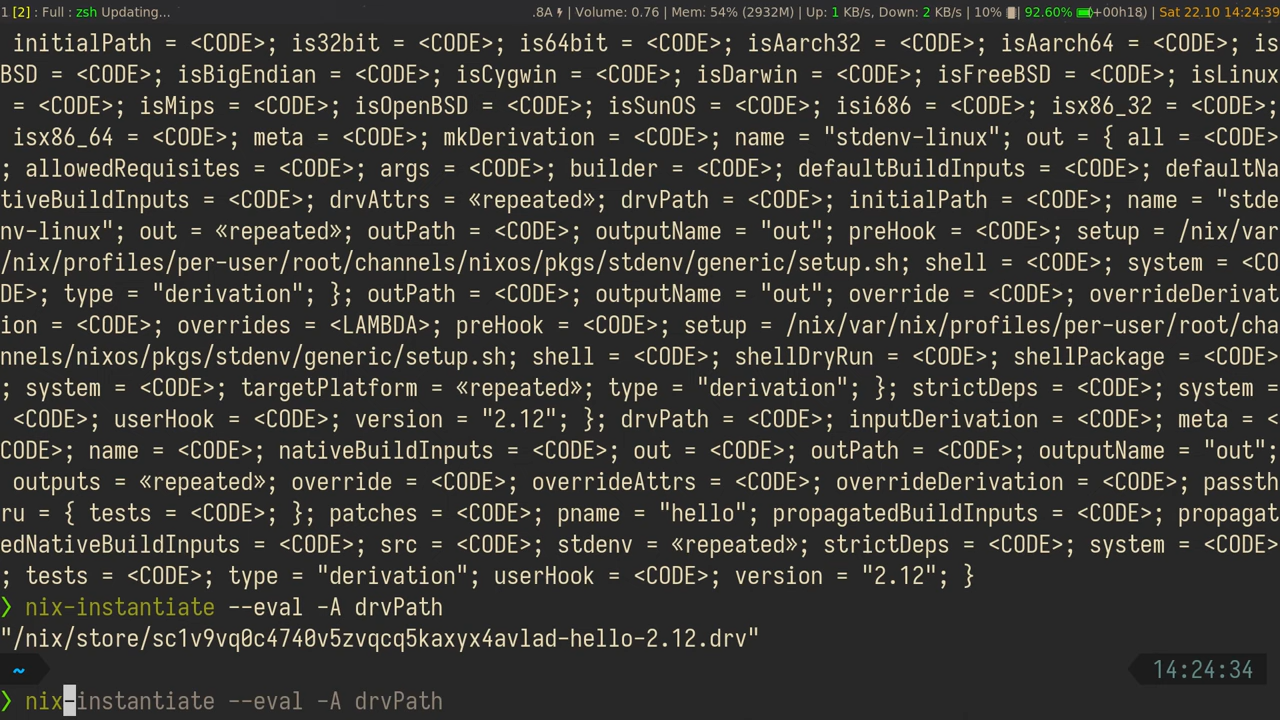 1 [2] : Full : zsh Updating... .8A | Volume: 0.76 | Mem: 54% (2932M) | Up: 1 KB/s, Down: 2 KB/s | 10% | 92.60% (+00h18) | Sat 22.10 14:24:39
initialPath = <CODE>; is32bit = <CODE>; is64bit = <CODE>; isAarch32 = <CODE>; isAarch64 = <CODE>; is
BSD = <CODE>; isBigEndian = <CODE>; isCygwin = <CODE>; isDarwin = <CODE>; isFreeBSD = <CODE>; isLinux
= <CODE>; isMips = <CODE>; isOpenBSD = <CODE>; isSunOS = <CODE>; isi686 = <CODE>; isx86_32 = <CODE>;
isx86_64 = <CODE>; meta = <CODE>; mkDerivation = <CODE>; name = "stdenv-linux"; out = { all = <CODE>
; allowedRequisites = <CODE>; args = <CODE>; builder = <CODE>; defaultBuildInputs = <CODE>; defaultNa
tiveBuildInputs = <CODE>; drvAttrs = «repeated»; drvPath = <CODE>; initialPath = <CODE>; name = "stde
nv-linux"; out = «repeated»; outPath = <CODE>; outputName = "out"; preHook = <CODE>; setup = /nix/var
/nix/profiles/per-user/root/channels/nixos/pkgs/stdenv/generic/setup.sh; shell = <CODE>; system = <CO
DE>; type = "derivation"; }; outPath = <CODE>; outputName = "out"; override = <CODE>; overrideDerivat
ion = <CODE>; overrides = <LAMBDA>; preHook = <CODE>; setup = /nix/var/nix/profiles/per-user/root/cha
nnels/nixos/pkgs/stdenv/generic/setup.sh; shell = <CODE>; shellDryRun = <CODE>; shellPackage = <CODE>
; system = <CODE>; targetPlatform = «repeated»; type = "derivation"; }; strictDeps = <CODE>; system =
<CODE>; userHook = <CODE>; version = "2.12"; }; drvPath = <CODE>; inputDerivation = <CODE>; meta = <
CODE>; name = <CODE>; nativeBuildInputs = <CODE>; out = <CODE>; outPath = <CODE>; outputName = "out";
outputs = «repeated»; override = <CODE>; overrideAttrs = <CODE>; overrideDerivation = <CODE>; passth
ru = { tests = <CODE>; }; patches = <CODE>; pname = "hello"; propagatedBuildInputs = <CODE>; propagat
edNativeBuildInputs = <CODE>; src = <CODE>; stdenv = «repeated»; strictDeps = <CODE>; system = <CODE>
; tests = <CODE>; type = "derivation"; userHook = <CODE>; version = "2.12"; }
❯ nix-instantiate --eval -A drvPath
"/nix/store/sc1v9vq0c4740v5zvqcq5kaxyx4avlad-hello-2.12.drv"
~ 14:24:34
❯ nix-instantiate --eval -A drvPath